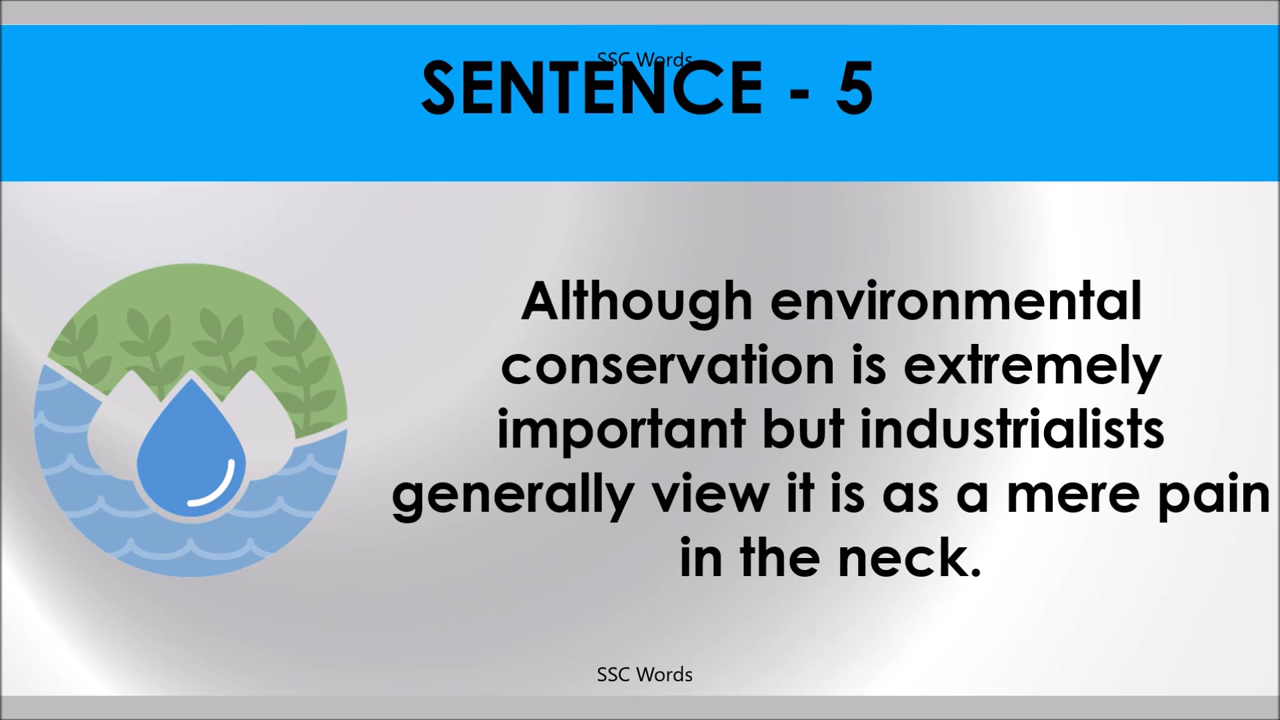 SSC Words
SENTENCE - 5
Although environmental
conservation is extremely
important but industrialists
generally view it is as a mere pain
in the neck.
SSC Words